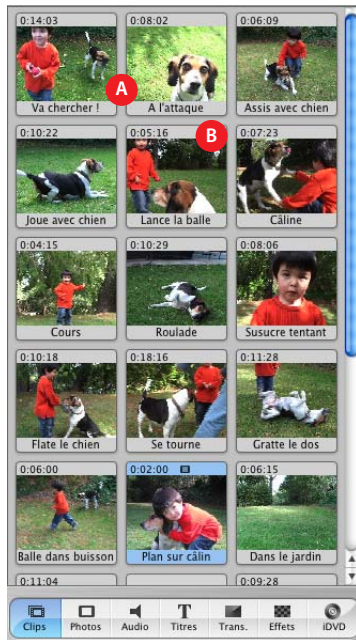 0:14:03 0:08:02 0:06:09
A
Va chercher ! A l'attaque Assis avec chien
0:10:22 0:05:16 B 0:07:23
Joue avec chien Lance la balle Câline
0:04:15 0:10:29 0:08:06
Cours Roulade Susucre tentant
0:10:18 0:18:16 0:11:28
Flate le chien Se tourne Gratte le dos
0:06:00 0:02:00 0:06:15
Balle dans buisson Plan sur câlin Dans le jardin
0:11:04 0:09:28
T
Clips Photos Audio Titres Trans. Effets iDVD